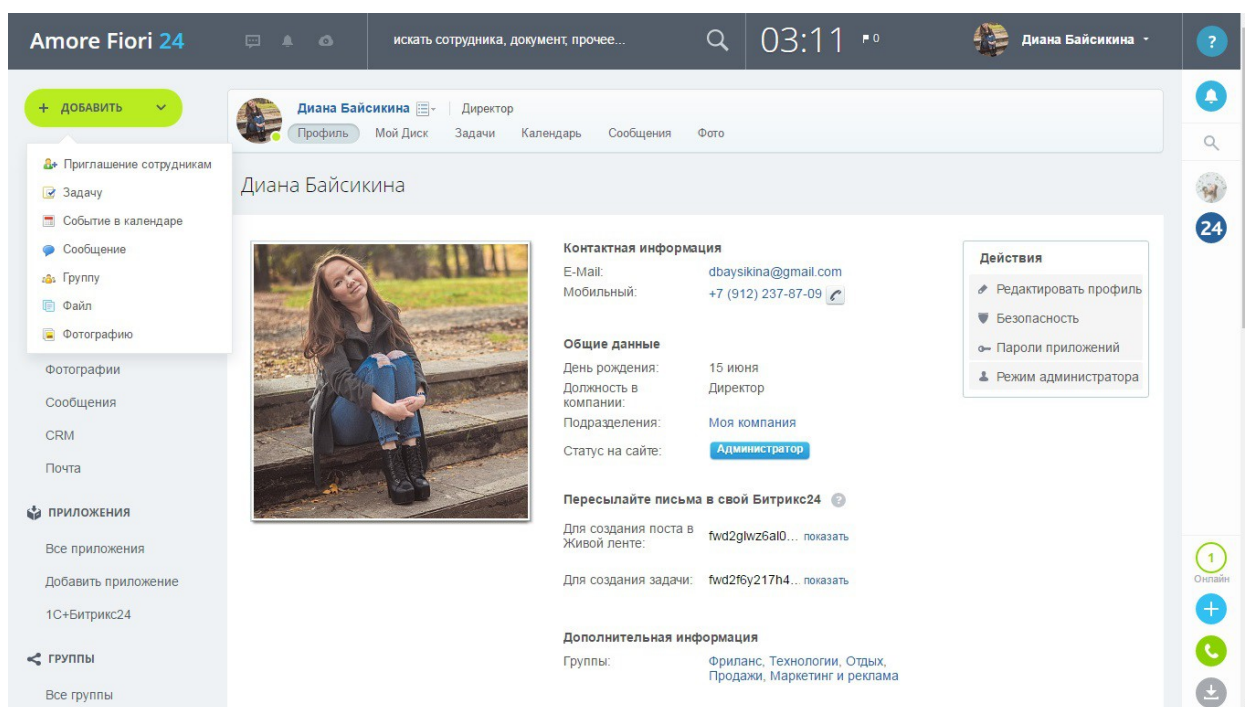 Amore Fiori 24
искать сотрудника, документ, прочее...
03:11
0
Диана Байсикина
?
+ ДОБАВИТЬ
Приглашение сотрудникам
Задачу
Событие в календаре
Сообщение
Группу
Файл
Фотографию
Фотографии
Сообщения
CRM
Почта
ПРИЛОЖЕНИЯ
Все приложения
Добавить приложение
1С+Битрикс24
ГРУППЫ
Все группы
Диана Байсикина
Директор
Профиль Мой Диск Задачи Календарь Сообщения Фото
Диана Байсикина
Контактная информация
E-Mail: dbaysikina@gmail.com
Мобильный: +7 (912) 237-87-09
Общие данные
День рождения: 15 июня
Должность в Директор
компании:
Подразделения: Моя компания
Статус на сайте: Администратор
Пересылайте письма в свой Битрикс24 ?
Для создания поста в fwd2glwz6al0... показать
Живой ленте:
Для создания задачи: fwd2f6y217h4... показать
Дополнительная информация
Группы: Фриланс, Технологии, Отдых,
Продажи, Маркетинг и реклама
Действия
Редактировать профиль
Безопасность
Пароли приложений
Режим администратора
24
1
Онлайн